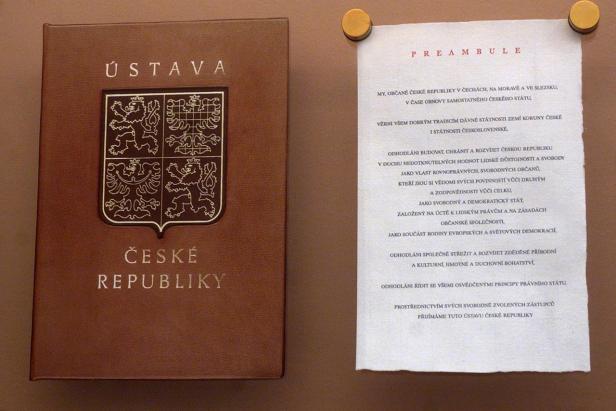 ÚSTAVA
ČESKÉ
REPUBLIKY
PREAMBULE
MY, OBČANÉ ČESKÉ REPUBLIKY V ČECHÁCH, NA MORAVĚ A VE SLEZSKU,
V ČASE OBNOVY SAMOSTATNÉHO ČESKÉHO STÁTU,
VĚRNI VŠEM DOBRÝM TRADICÍM DÁVNÉ STÁTNOSTI ZEMÍ KORUNY ČESKÉ
I STÁTNOSTI ČESKOSLOVENSKÉ,
ODHODLÁNI BUDOVAT, CHRÁNIT A ROZVÍJET ČESKOU REPUBLIKU
V DUCHU NEDOTKNUTELNÝCH HODNOT LIDSKÉ DŮSTOJNOSTI A SVOBODY
JAKO VLAST ROVNOPRÁVNÝCH, SVOBODNÝCH OBČANŮ,
KTEŘÍ JSOU SI VĚDOMI SVÝCH POVINNOSTÍ VŮČI DRUHÝM
A ZODPOVĚDNOSTI VŮČI CELKU,
JAKO SVOBODNÝ A DEMOKRATICKÝ STÁT,
ZALOŽENÝ NA ÚCTĚ K LIDSKÝM PRÁVŮM A NA ZÁSADÁCH
OBČANSKÉ SPOLEČNOSTI,
JAKO SOUČÁST RODINY EVROPSKÝCH A SVĚTOVÝCH DEMOKRACIÍ,
ODHODLÁNI SPOLEČNĚ STŘEŽIT A ROZVÍJET ZDĚDĚNÉ PŘÍRODNÍ
A KULTURNÍ, HMOTNÉ A DUCHOVNÍ BOHATSTVÍ,
ODHODLÁNI ŘÍDIT SE VŠEMI OSVĚDČENÝMI PRINCIPY PRÁVNÍHO STÁTU,
PROSTŘEDNICTVÍM SVÝCH SVOBODNĚ ZVOLENÝCH ZÁSTUPCŮ
PŘIJÍMÁME TUTO ÚSTAVU ČESKÉ REPUBLIKY